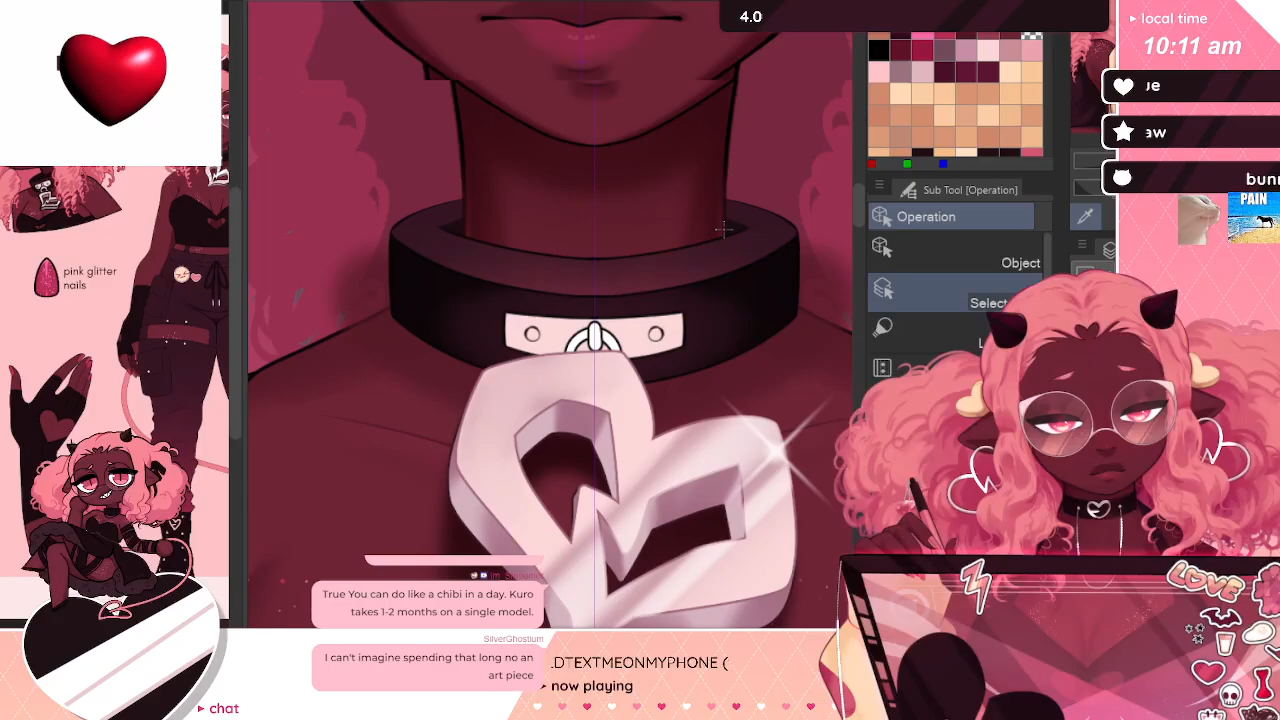 4.0
▸ local time
10:11 am
ue
aw
bunn
PAIN
Sub Tool [Operation]
Operation
Object
Select
pink glitter
nails
True You can do like a chibi in a day. Kuro
takes 1-2 months on a single model.
SilverGhostium
I can't imagine spending that long no an
art piece
▸ chat
.DTEXTMEONMYPHONE (
▸ now playing
LOVE